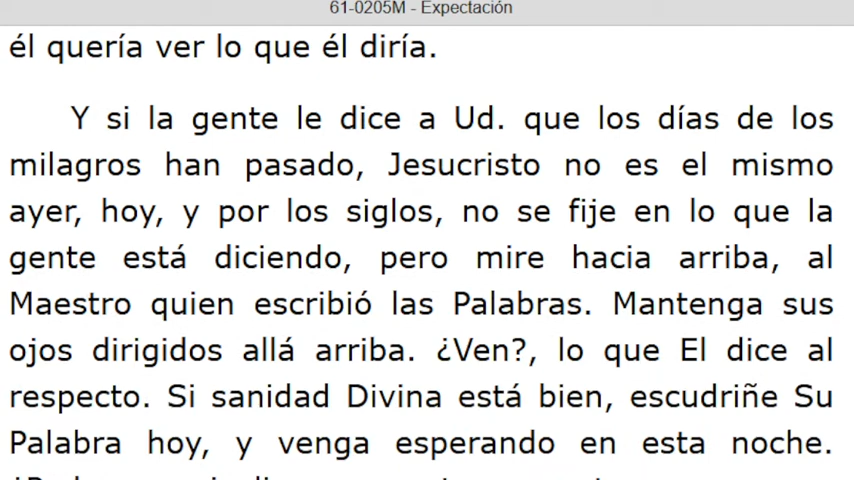 61-0205M - Expectación
él quería ver lo que él diría.
Y si la gente le dice a Ud. que los días de los
milagros han pasado, Jesucristo no es el mismo
ayer, hoy, y por los siglos, no se fije en lo que la
gente está diciendo, pero mire hacia arriba, al
Maestro quien escribió las Palabras. Mantenga sus
ojos dirigidos allá arriba. ¿Ven?, lo que El dice al
respecto. Si sanidad Divina está bien, escudriñe Su
Palabra hoy, y venga esperando en esta noche.